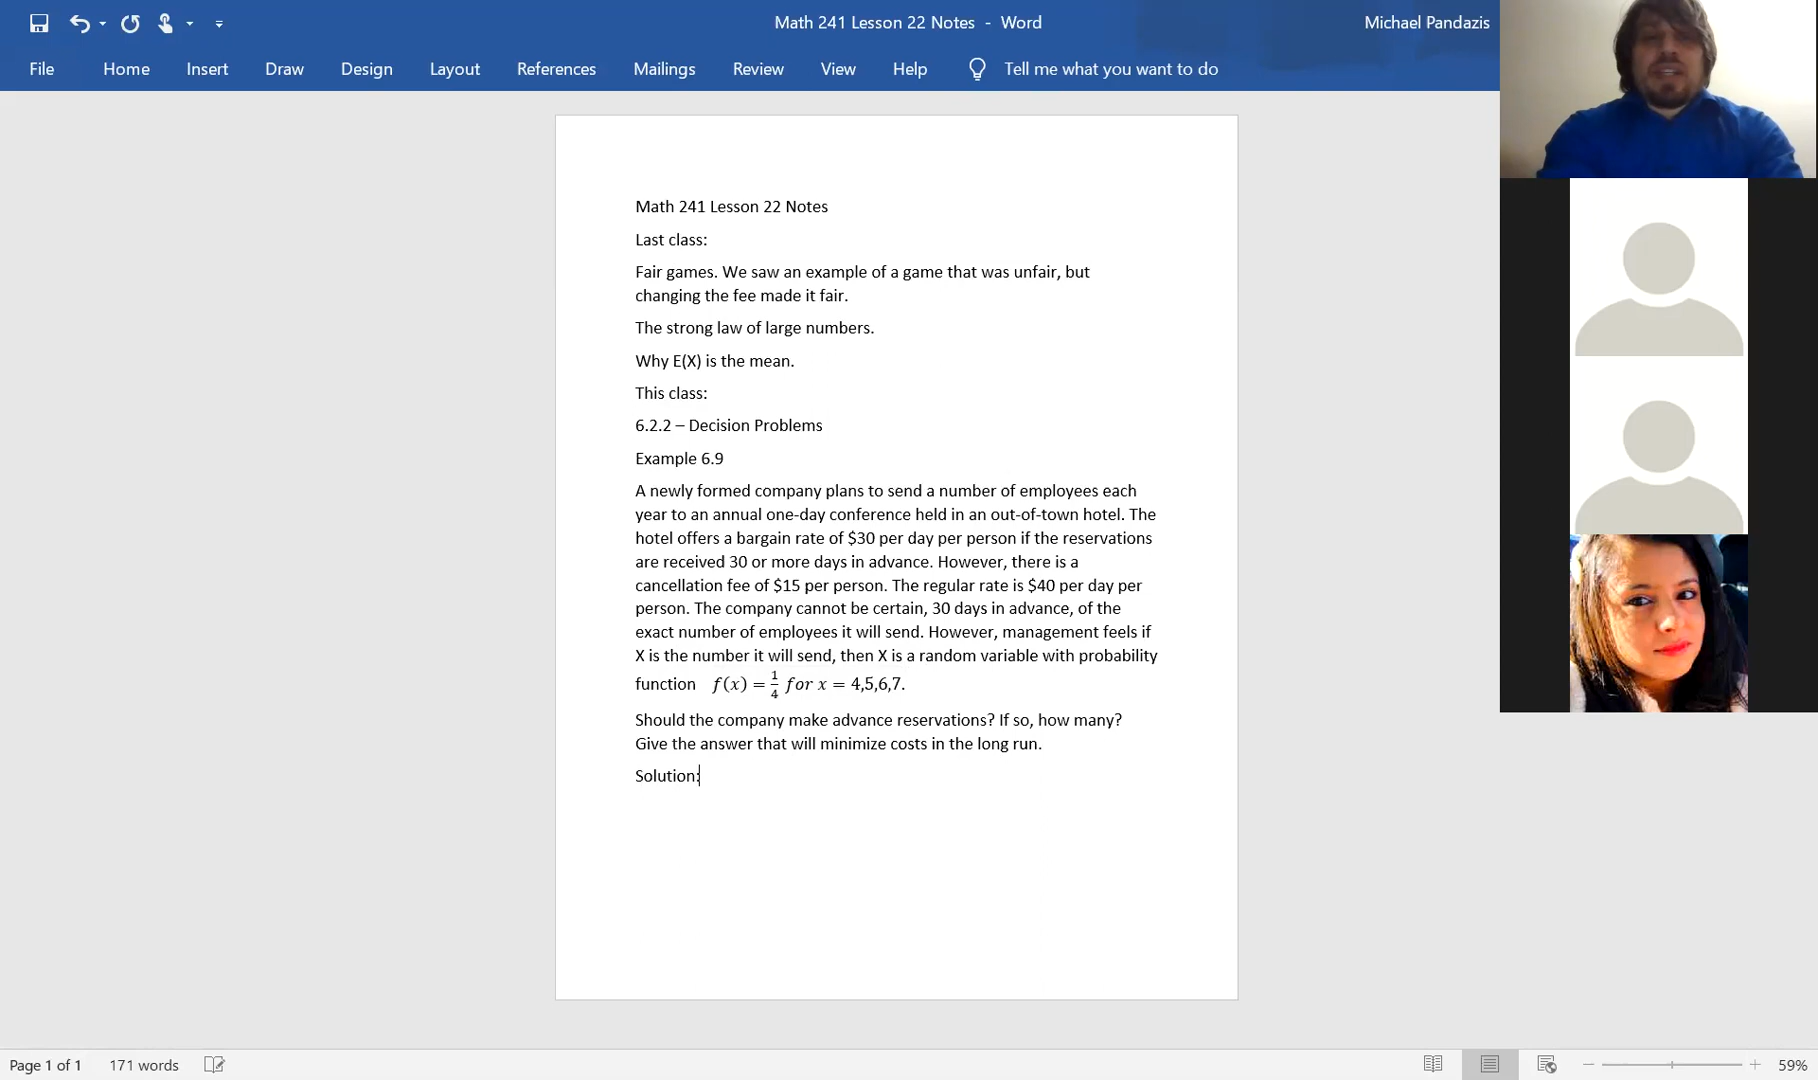 Math 241 Lesson 22 Notes - Word
Michael Pandazis
File Home Insert Draw Design Layout References Mailings Review View Help Tell me what you want to do
Math 241 Lesson 22 Notes
Last class:
Fair games. We saw an example of a game that was unfair, but
changing the fee made it fair.
The strong law of large numbers.
Why E(X) is the mean.
This class:
6.2.2 – Decision Problems
Example 6.9
A newly formed company plans to send a number of employees each
year to an annual one-day conference held in an out-of-town hotel. The
hotel offers a bargain rate of $30 per day per person if the reservations
are received 30 or more days in advance. However, there is a
cancellation fee of $15 per person. The regular rate is $40 per day per
person. The company cannot be certain, 30 days in advance, of the
exact number of employees it will send. However, management feels if
X is the number it will send, then X is a random variable with probability
function f(x) = 1/4 for x = 4,5,6,7.
Should the company make advance reservations? If so, how many?
Give the answer that will minimize costs in the long run.
Solution:
Page 1 of 1 171 words
59%